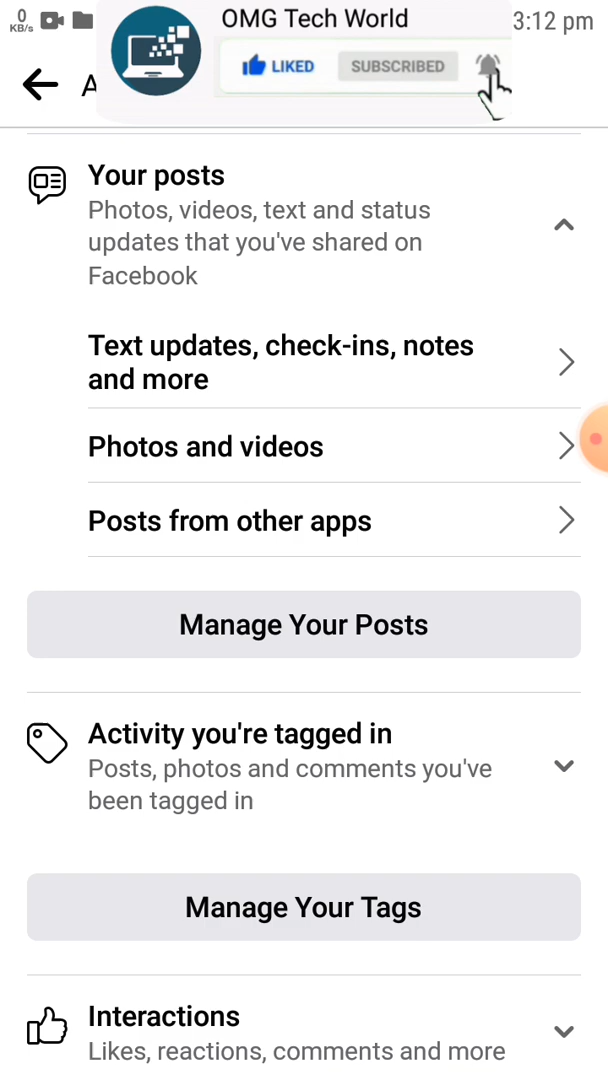 0
KB/s
OMG Tech World
3:12 pm
LIKED
SUBSCRIBED
A
Your posts
Photos, videos, text and status
updates that you've shared on
Facebook
Text updates, check-ins, notes
and more
Photos and videos
Posts from other apps
Manage Your Posts
Activity you're tagged in
Posts, photos and comments you've
been tagged in
Manage Your Tags
Interactions
Likes, reactions, comments and more